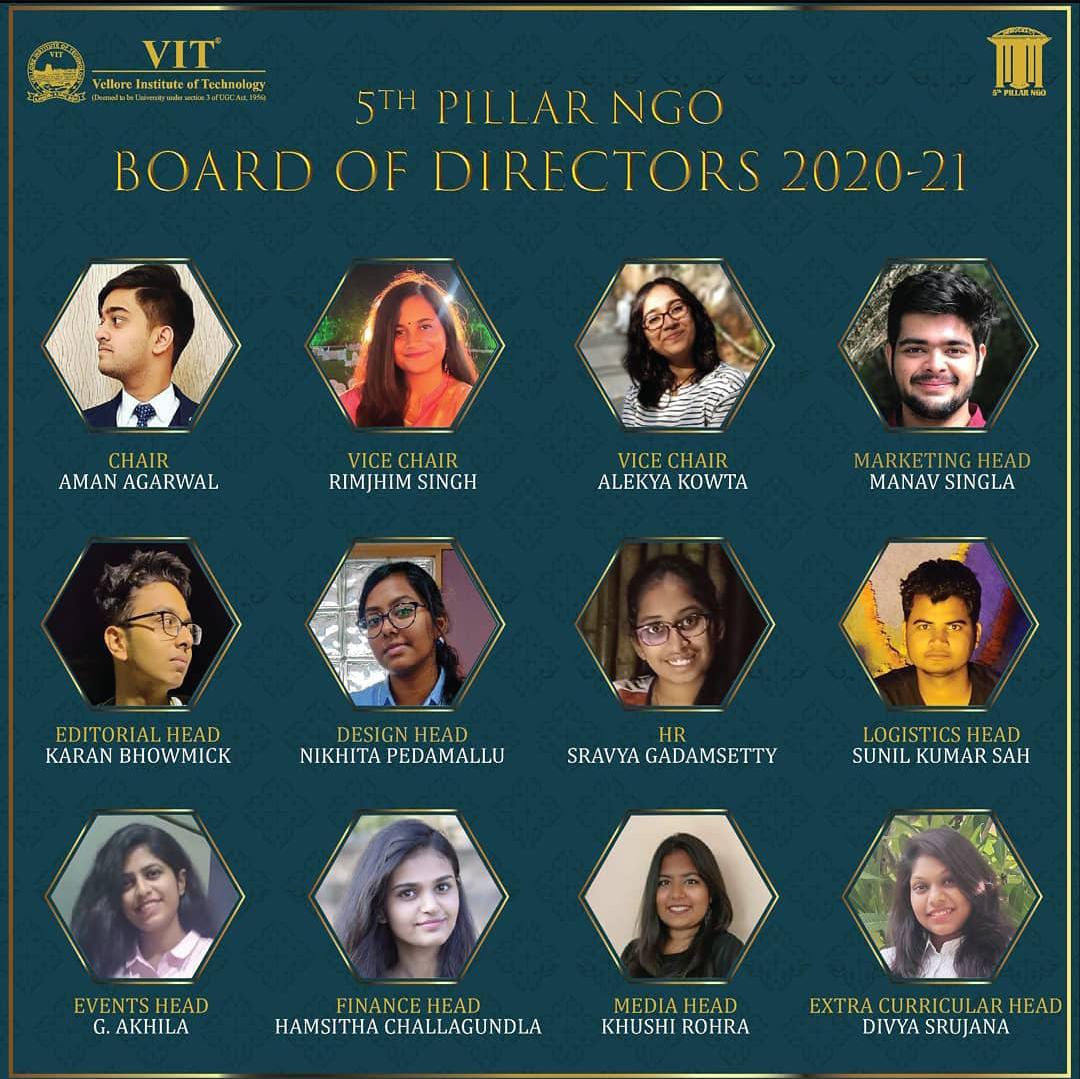 VIT®
Vellore Institute of Technology
(Deemed to be University under section 3 of UGC Act, 1956)
5TH PILLAR NGO
5TH PILLAR NGO
BOARD OF DIRECTORS 2020-21
CHAIR
AMAN AGARWAL
VICE CHAIR
RIMJHIM SINGH
VICE CHAIR
ALEKYA KOWTA
MARKETING HEAD
MANAV SINGLA
EDITORIAL HEAD
KARAN BHOWMICK
DESIGN HEAD
NIKHITA PEDAMALLU
HR
SRAVYA GADAMSETTY
LOGISTICS HEAD
SUNIL KUMAR SAH
EVENTS HEAD
G. AKHILA
FINANCE HEAD
HAMSITHA CHALLAGUNDLA
MEDIA HEAD
KHUSHI ROHRA
EXTRA CURRICULAR HEAD
DIVYA SRUJANA